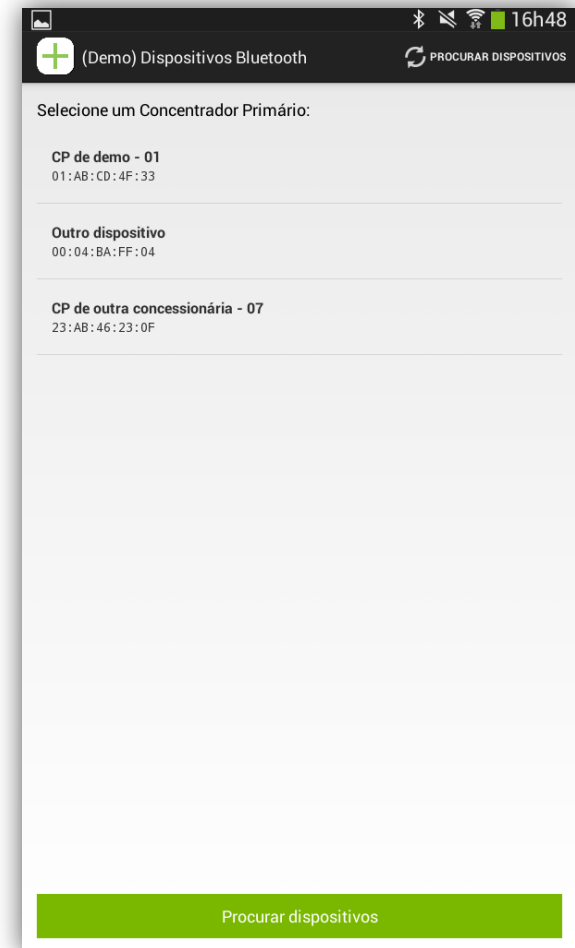 16h48
(Demo) Dispositivos Bluetooth
PROCURAR DISPOSITIVOS
Selecione um Concentrador Primário:
CP de demo - 01
01:AB:CD:4F:33
Outro dispositivo
00:04:BA:FF:04
CP de outra concessionária - 07
23:AB:46:23:0F
Procurar dispositivos